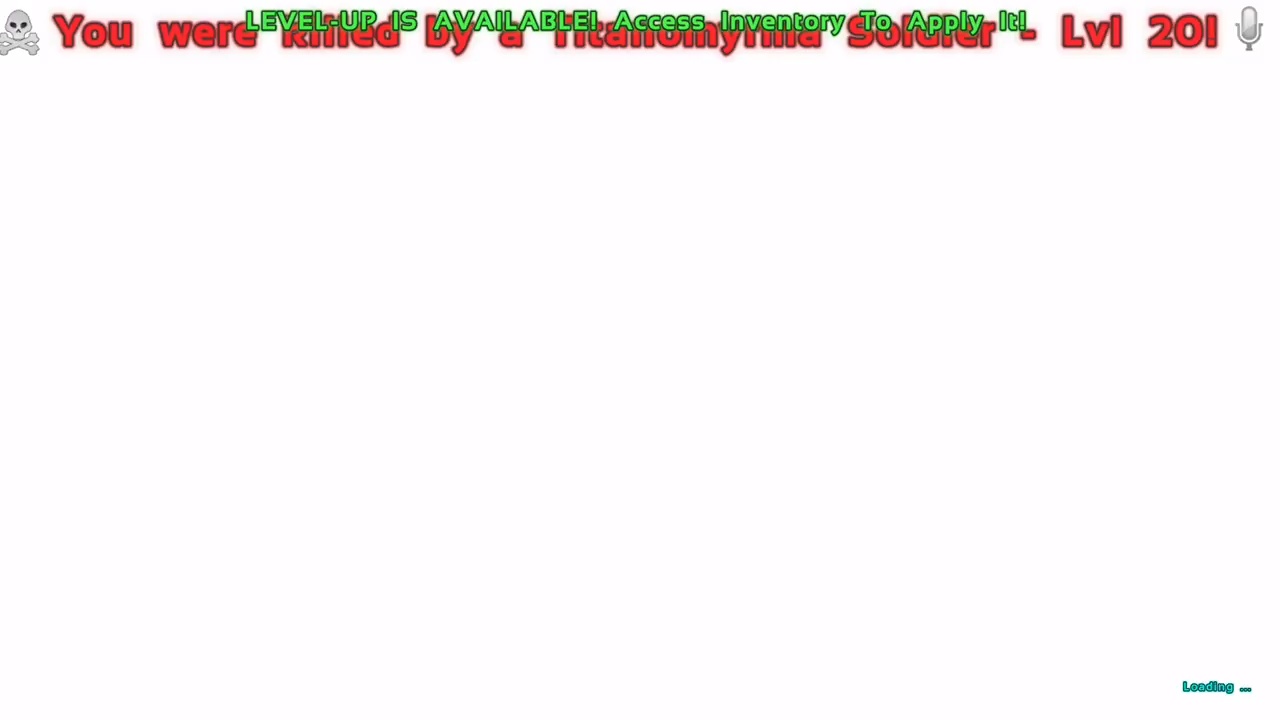 LEVEL-UP IS AVAILABLE! Access Inventory To Apply It!
You were killed by a Titanomyrma Soldier - Lvl 20!
Loading ...